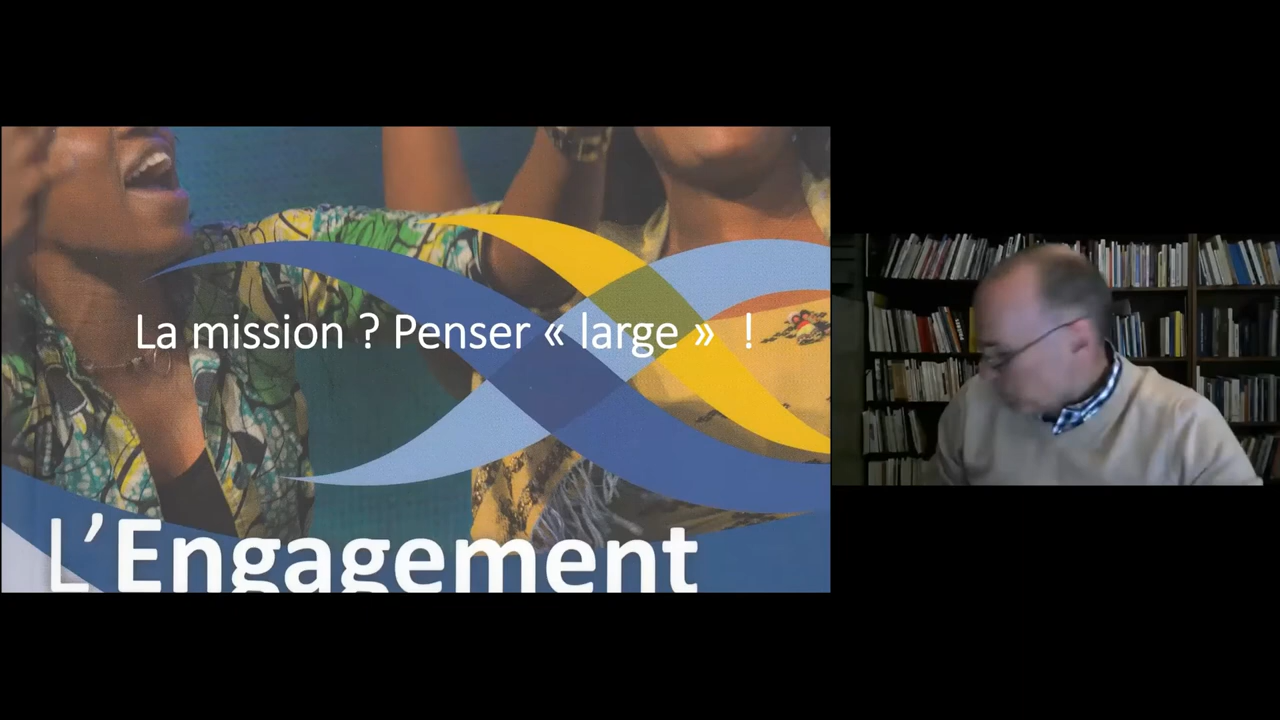 La mission ? Penser « large » !
L’Engagement